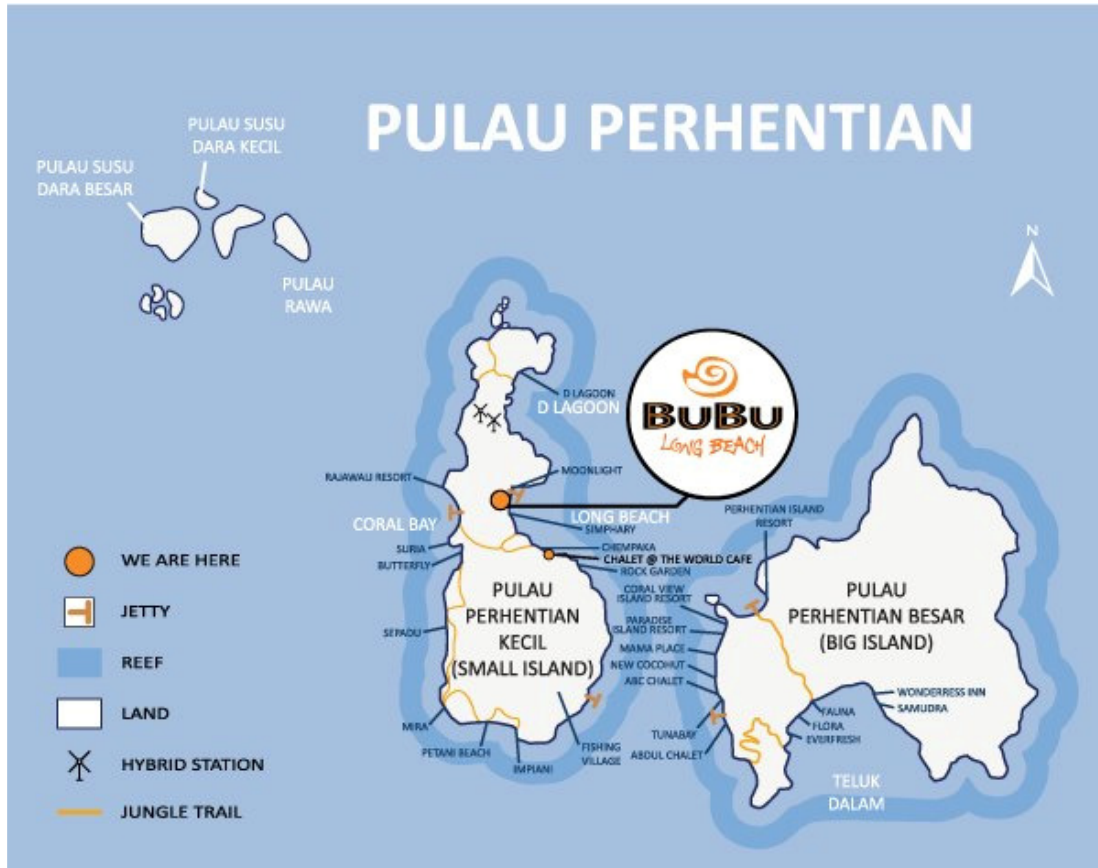 PULAU PERHENTIAN
PULAU SUSU
DARA KECIL
PULAU SUSU
DARA BESAR
PULAU
RAWA
N
D LAGOON
D LAGOON
BUBU
LONG BEACH
MOONLIGHT
RAJAWALI RESORT
CORAL BAY
LONG BEACH
SIMPHARY
PERHENTIAN ISLAND
RESORT
SURIA
BUTTERFLY
CHEMPAKA
CHALET @ THE WORLD CAFE
ROCK GARDEN
CORAL VIEW
ISLAND RESORT
PULAU
PERHENTIAN
KECIL
(SMALL ISLAND)
PULAU
PERHENTIAN BESAR
(BIG ISLAND)
PARADISE
ISLAND RESORT
SEPADU
MAMA PLACE
NEW COCOHUT
ABC CHALET
WONDERRESS INN
SAMUDRA
MIRA
PETANI BEACH
IMPIANI
FISHING
VILLAGE
TUNABAY
ABDUL CHALET
FAUNA
FLORA
EVERFRESH
TELUK
DALAM
WE ARE HERE
JETTY
REEF
LAND
HYBRID STATION
JUNGLE TRAIL